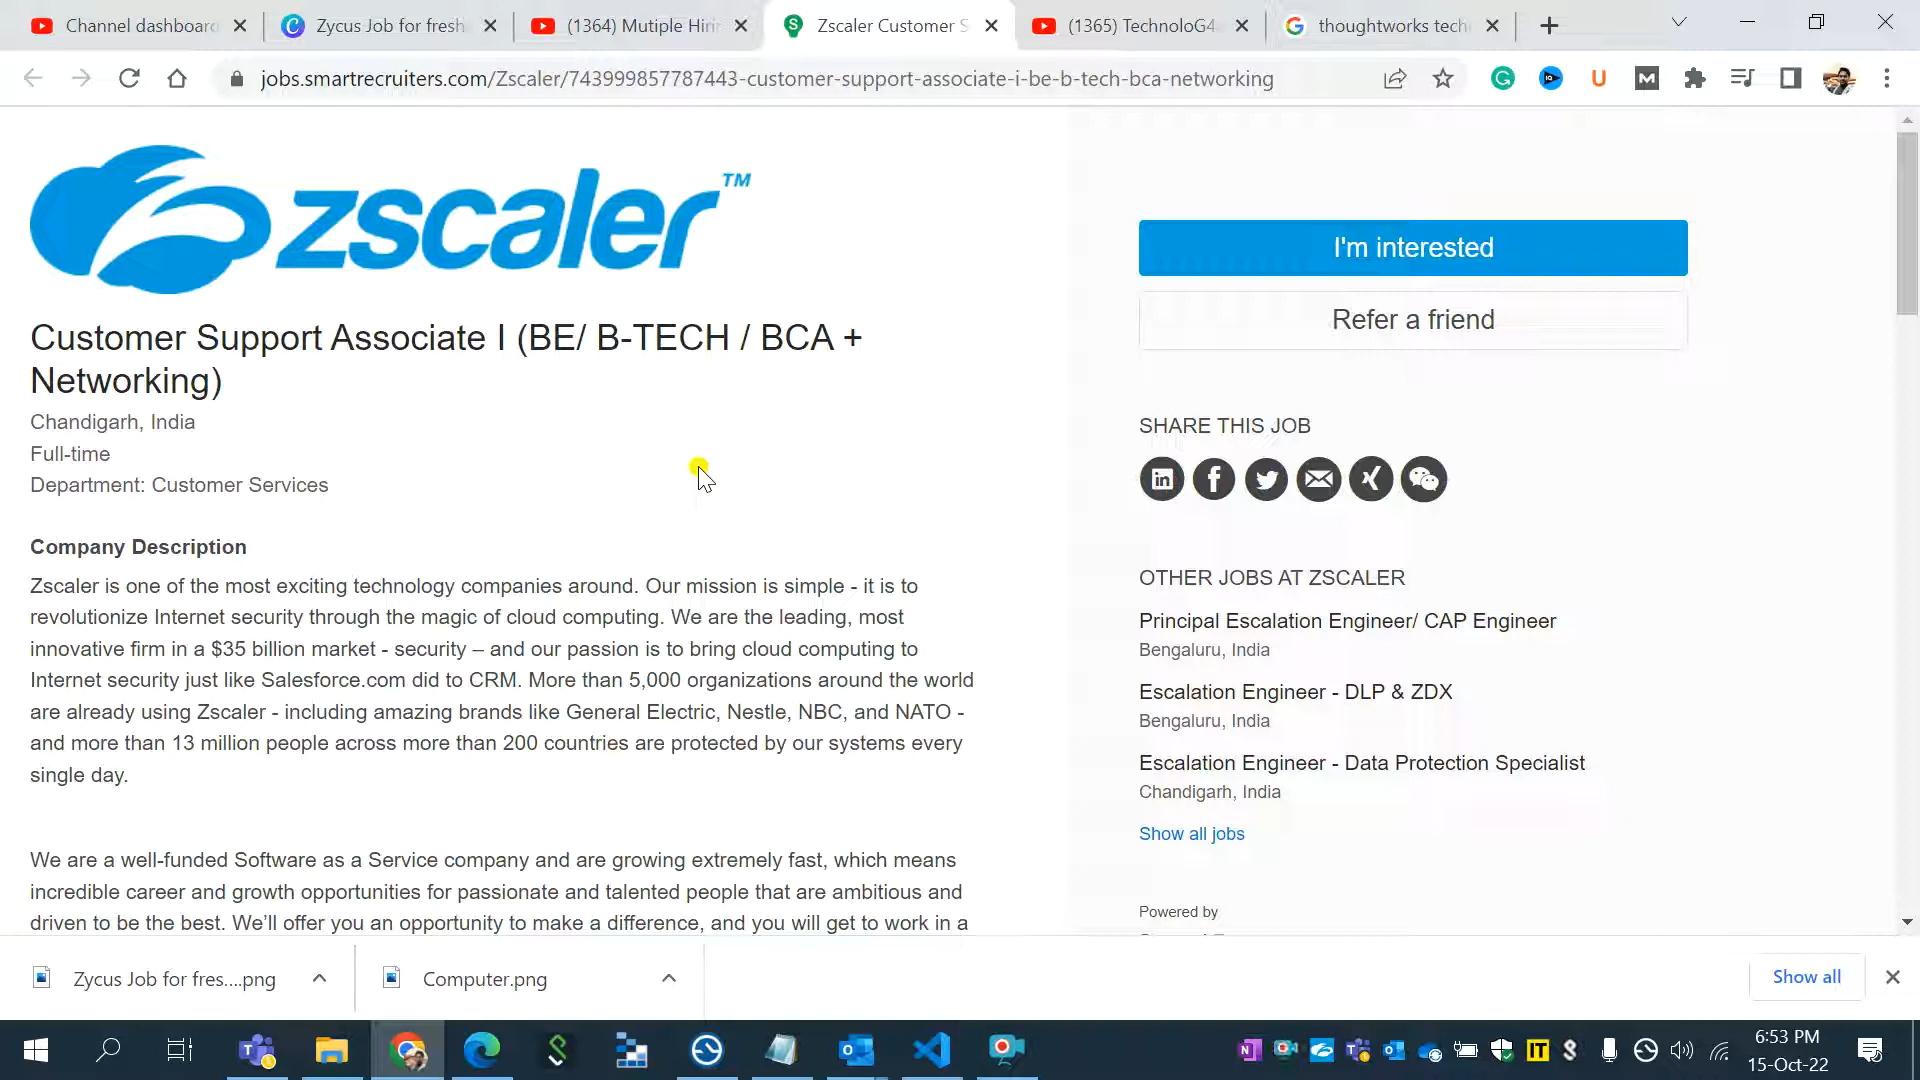 Channel dashboard
Zycus Job for fresh
(1364) Mutiple Hirin
Zscaler Customer S
(1365) TechnoloG4
thoughtworks tech
jobs.smartrecruiters.com/Zscaler/743999857787443-customer-support-associate-i-be-b-tech-bca-networking
zscaler™
Customer Support Associate I (BE/ B-TECH / BCA +
Networking)
Chandigarh, India
Full-time
Department: Customer Services
Company Description
Zscaler is one of the most exciting technology companies around. Our mission is simple - it is to
revolutionize Internet security through the magic of cloud computing. We are the leading, most
innovative firm in a $35 billion market - security – and our passion is to bring cloud computing to
Internet security just like Salesforce.com did to CRM. More than 5,000 organizations around the world
are already using Zscaler - including amazing brands like General Electric, Nestle, NBC, and NATO -
and more than 13 million people across more than 200 countries are protected by our systems every
single day.
We are a well-funded Software as a Service company and are growing extremely fast, which means
incredible career and growth opportunities for passionate and talented people that are ambitious and
driven to be the best. We’ll offer you an opportunity to make a difference, and you will get to work in a
I'm interested
Refer a friend
SHARE THIS JOB
OTHER JOBS AT ZSCALER
Principal Escalation Engineer/ CAP Engineer
Bengaluru, India
Escalation Engineer - DLP & ZDX
Bengaluru, India
Escalation Engineer - Data Protection Specialist
Chandigarh, India
Show all jobs
Powered by
Zycus Job for fres....png
Computer.png
Show all
6:53 PM
15-Oct-22